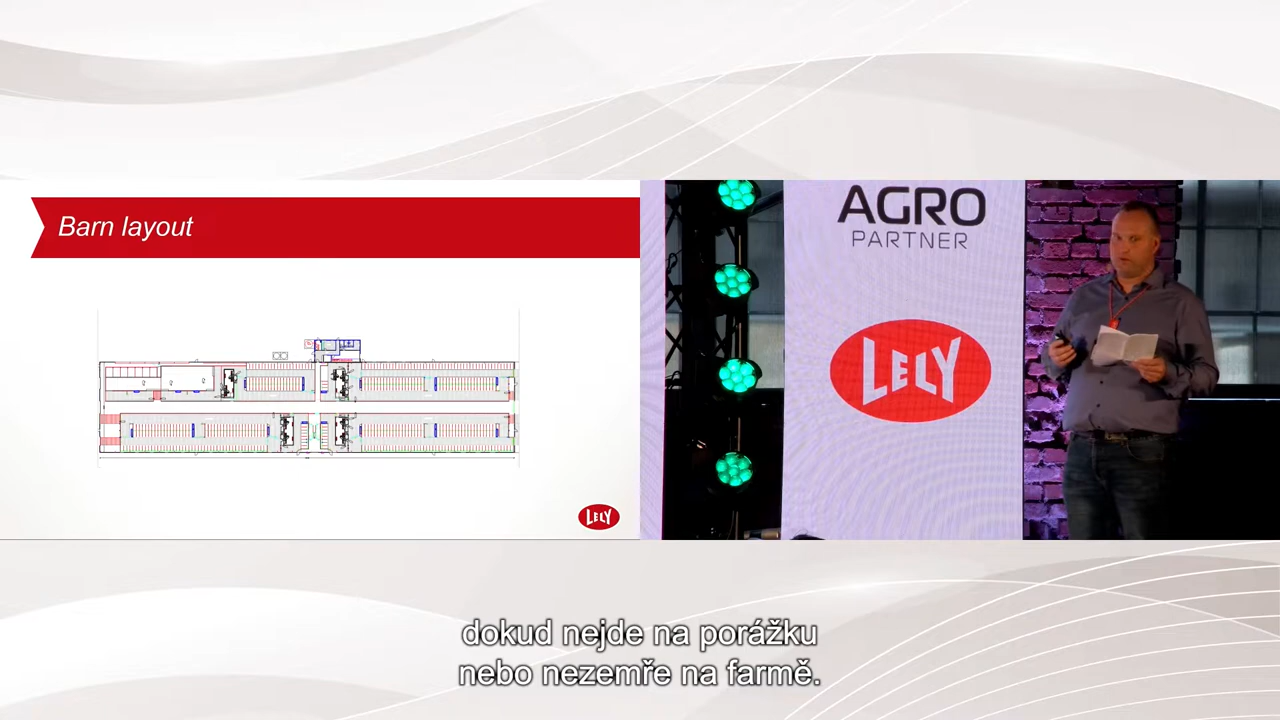 Barn layout
LELY
AGRO
PARTNER
LELY
dokud nejde na porážku
nebo nezemře na farmě.